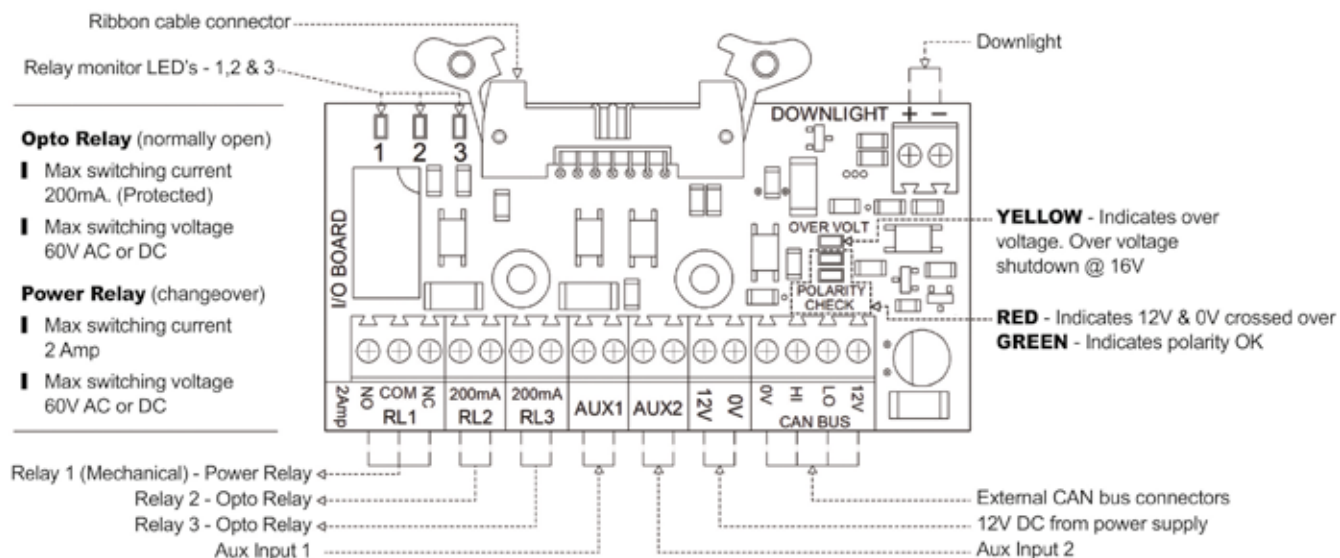 Ribbon cable connector
Relay monitor LED's - 1,2 & 3
Downlight
Opto Relay (normally open)
Max switching current
200mA. (Protected)
Max switching voltage
60V AC or DC
Power Relay (changeover)
Max switching current
2 Amp
Max switching voltage
60V AC or DC
1 2 3
DOWNLIGHT + -
I/O BOARD
OVER VOLT
POLARITY
CHECK
YELLOW - Indicates over
voltage. Over voltage
shutdown @ 16V
RED - Indicates 12V & 0V crossed over
GREEN - Indicates polarity OK
2Amp
NO COM NC
RL1
200mA
RL2
200mA
RL3
AUX1
AUX2
12V 0V
0V HI LO 12V
CAN BUS
Relay 1 (Mechanical) - Power Relay
Relay 2 - Opto Relay
Relay 3 - Opto Relay
Aux Input 1
External CAN bus connectors
12V DC from power supply
Aux Input 2